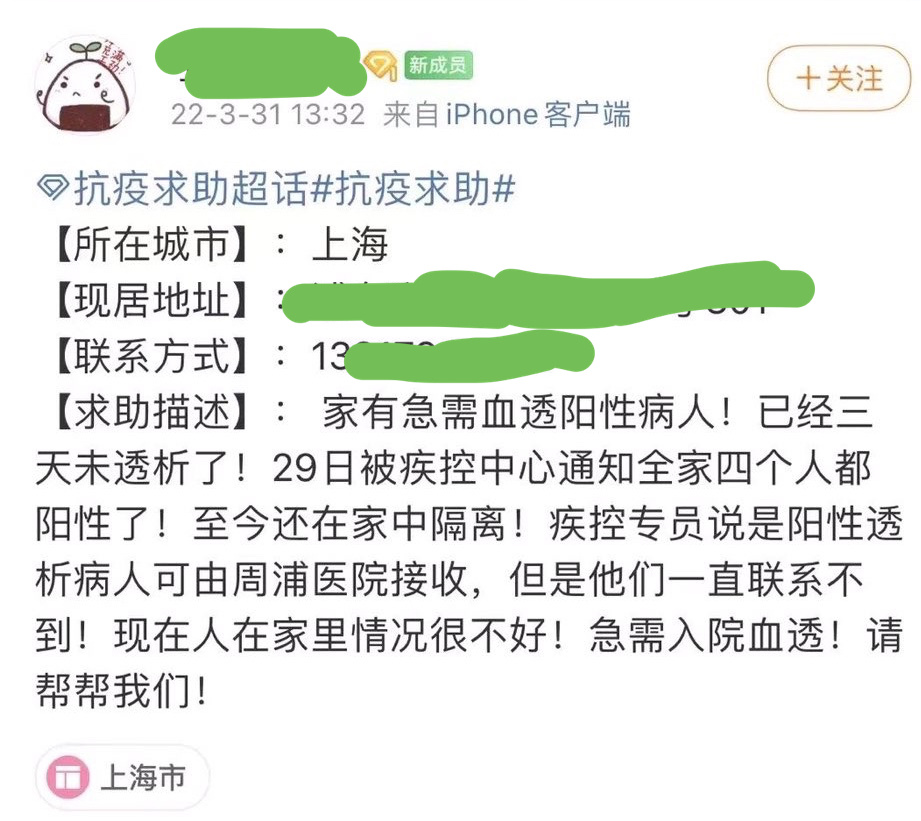 新成员
＋关注
22-3-31 13:32 来自 iPhone客户端
抗疫求助超话#抗疫求助#
【所在城市】：上海
【现居地址】：
【联系方式】：13
【求助描述】： 家有急需血透阳性病人！已经三
天未透析了！29日被疾控中心通知全家四个人都
阳性了！至今还在家中隔离！疾控专员说是阳性透
析病人可由周浦医院接收，但是他们一直联系不
到！现在人在家里情况很不好！急需入院血透！请
帮帮我们！
上海市